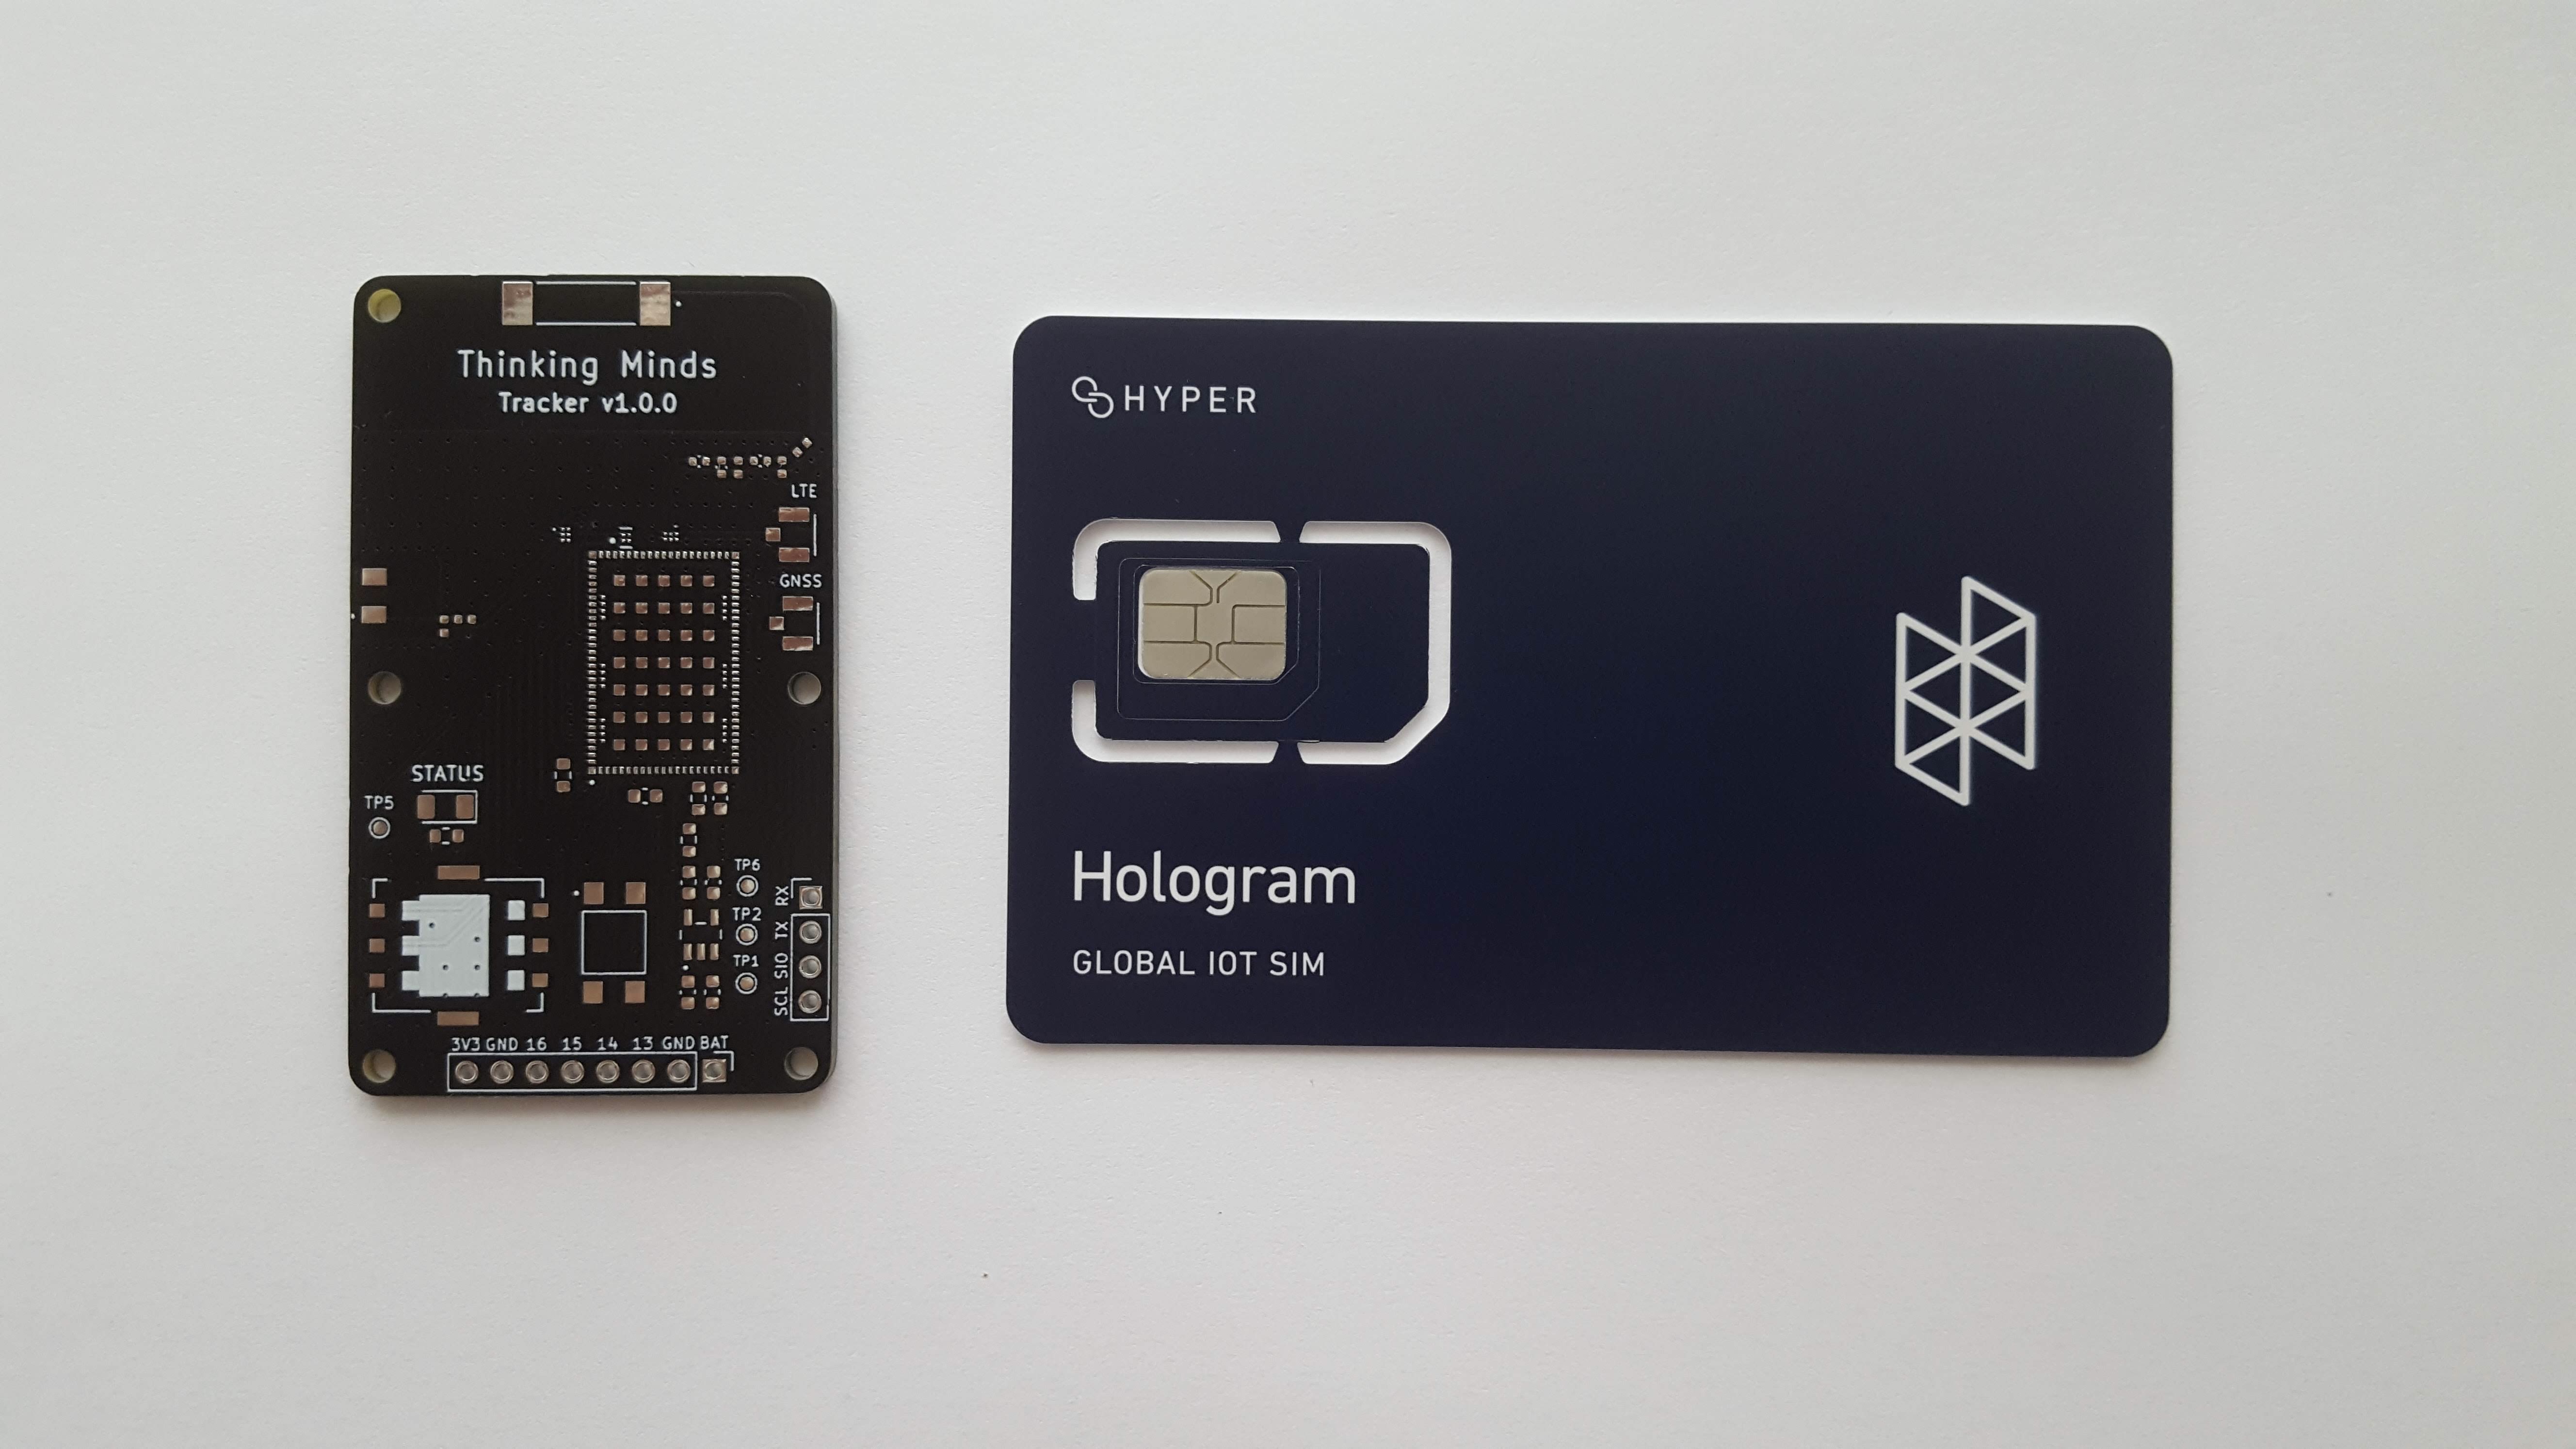 Thinking Minds
Tracker v1.0.0
LTE
GNSS
STATUS
TP5
TP6
TP2
TP1
RX
TX
SIO
SCL
3V3 GND 16 15 14 13 GND BAT
HYPER
Hologram
GLOBAL IOT SIM